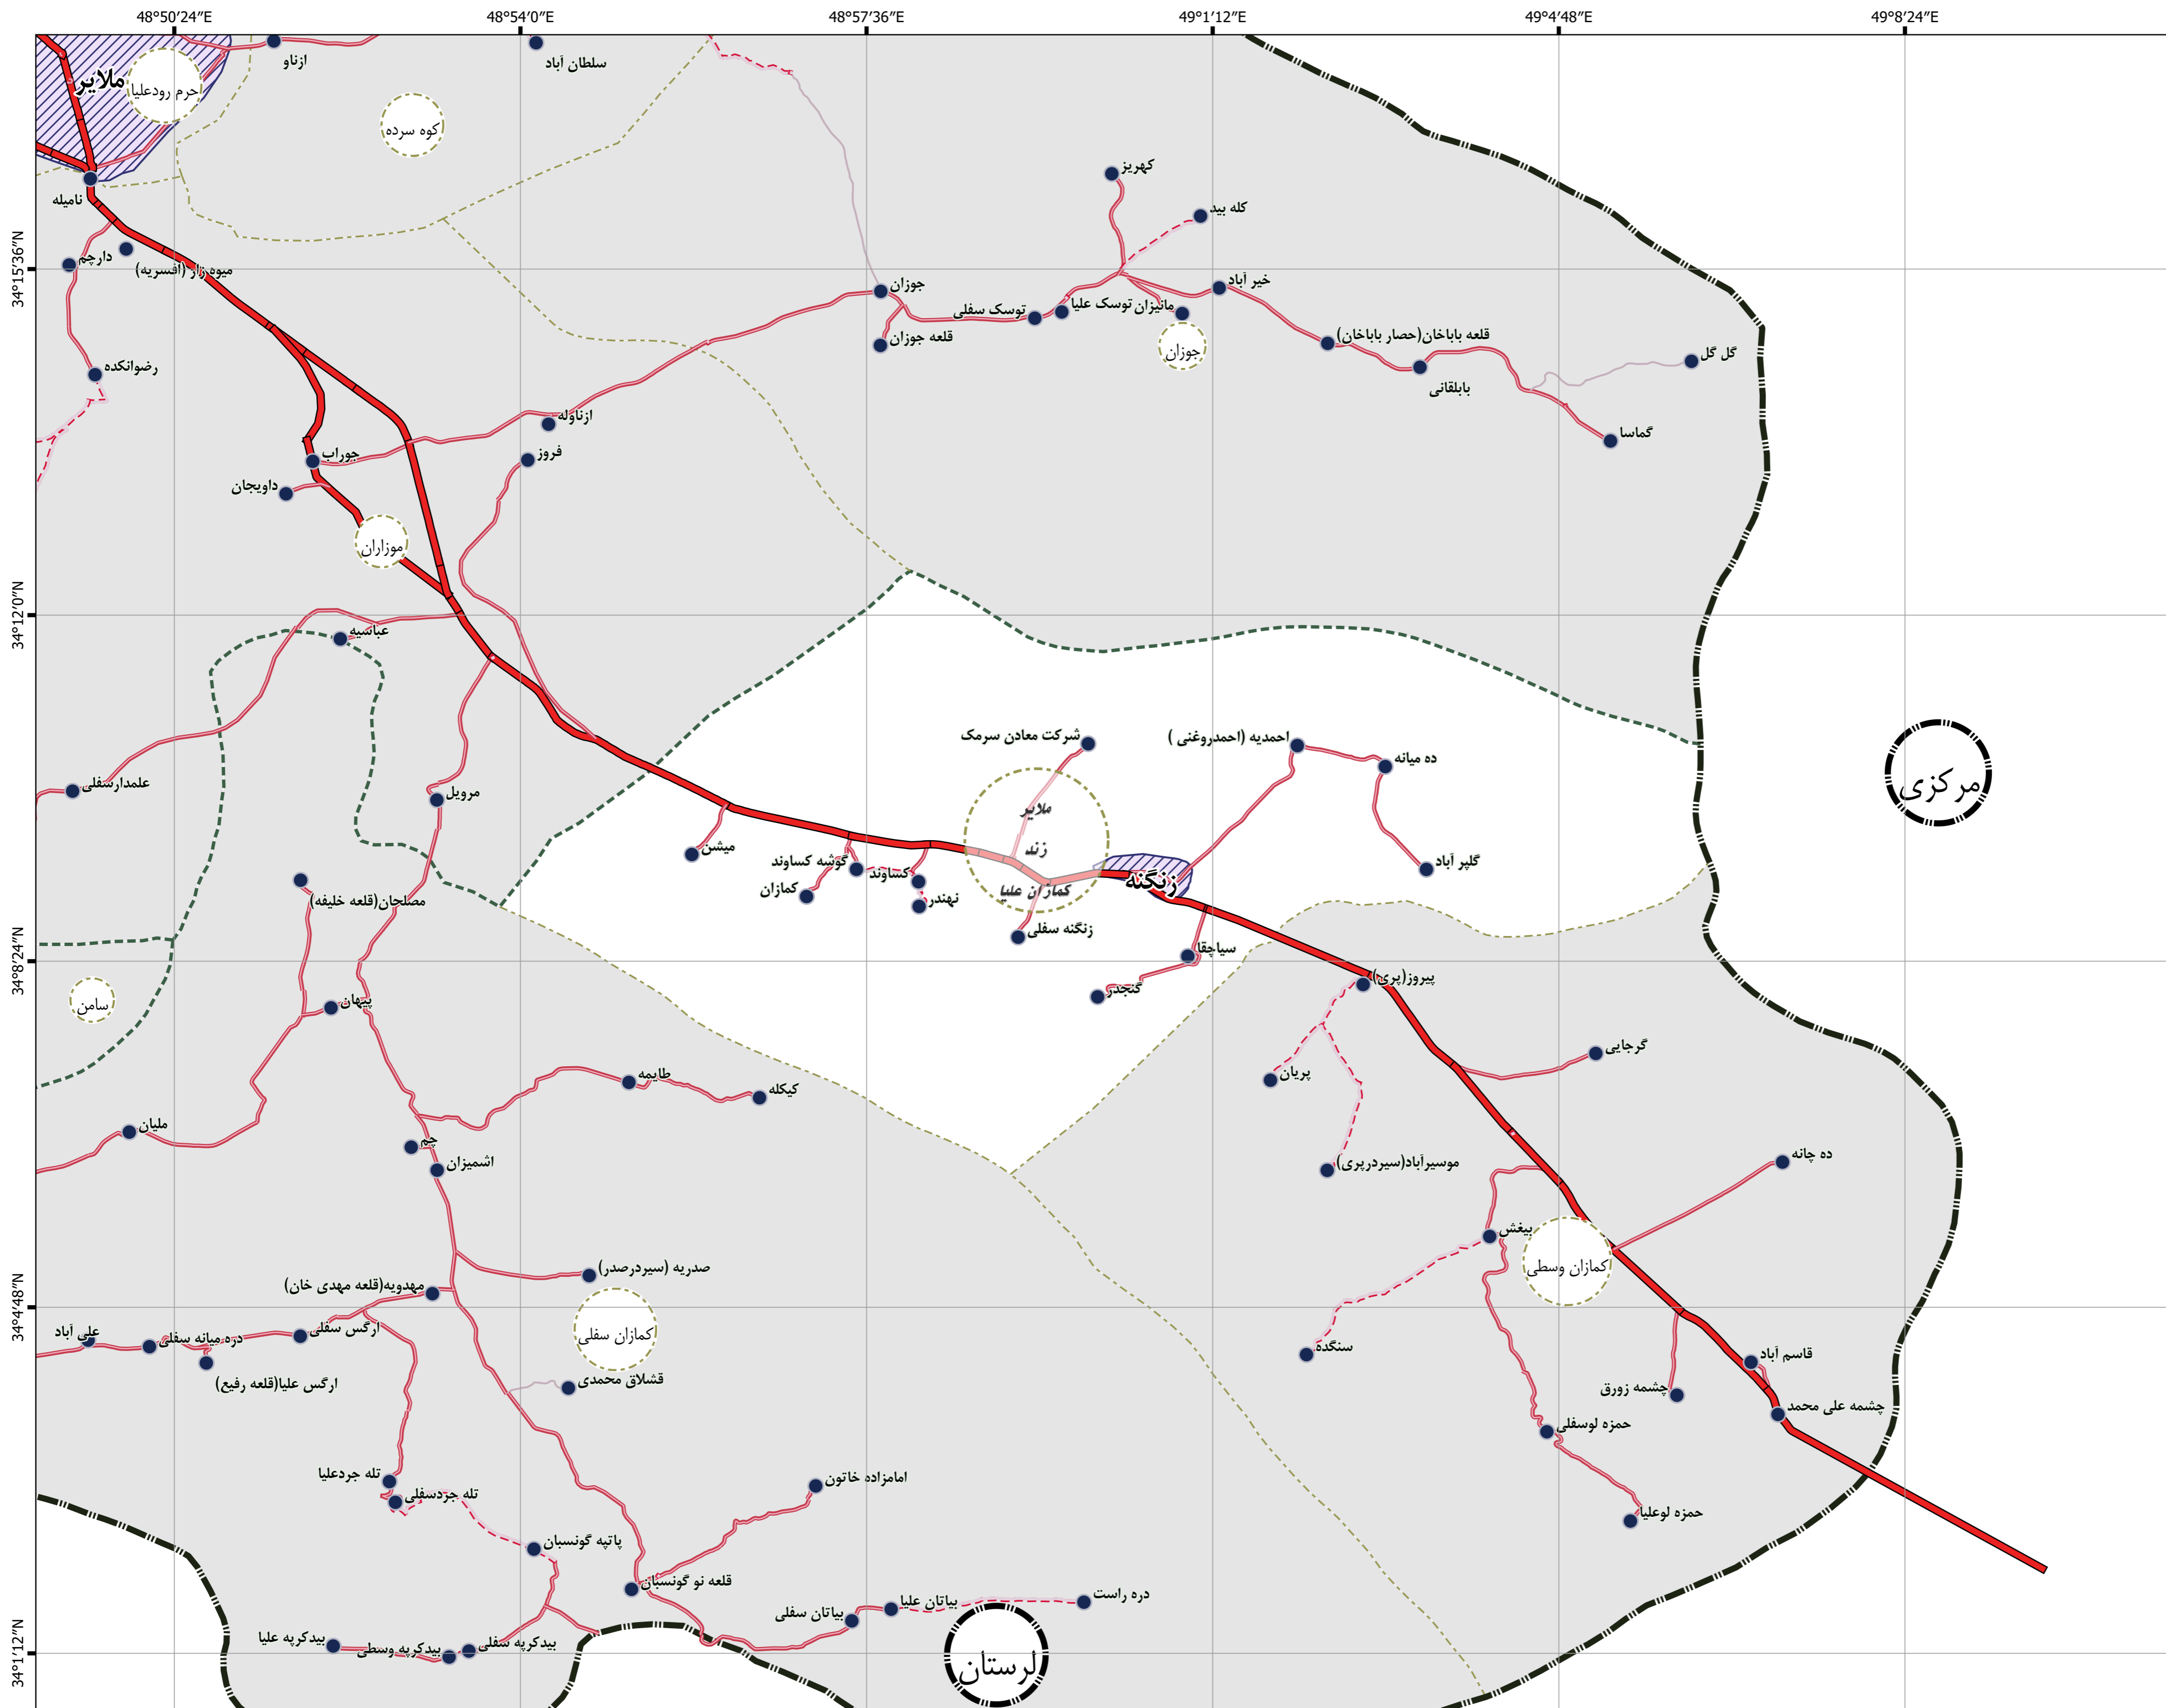 48°50'24"E
48°54'0"E
48°57'36"E
49°1'12"E
49°4'48"E
49°8'24"E
34°15'36"N
34°12'0"N
34°8'24"N
34°4'48"N
34°1'12"N
ملایر
حرم رودعلیا
ازناو
سلطان آباد
کوه سرده
نامیله
دارچم
میوه زار (افسریه)
کهریز
کله بید
جوزان
قلعه جوزان
توسک سفلی
توسک علیا
مانیزان
خیر آباد
جوزان
قلعه باباخان(حصار باباخان)
بابلقانی
گل گل
گماسا
رضوانکده
ازناوله
فروز
جوراب
داویجان
موزاران
عباسیه
علمدارسفلی
مرویل
شرکت معادن سرمک
احمدیه (احمدروغنی )
ده میانه
گلپر آباد
مرکزی
ملایر
زند
کمازان علیا
زنگنه
میشن
گوشه کساوند
کساوند
کمازان
نهندر
زنگنه سفلی
سیاچقا
گنجدر
پیروز(پری)
مصلحان(قلعه خلیفه)
سامن
پیهان
گرجایی
پریان
طایمه
کیکله
ملیان
چم
اشمیزان
موسیرآباد(سیردرپری)
ده چانه
بیغش
کمازان وسطی
صدریه (سیردرصدر)
مهدویه(قلعه مهدی خان)
کمازان سفلی
ارگس سفلی
دره میانه سفلی
علی آباد
ارگس علیا(قلعه رفیع)
قشلاق محمدی
سنگده
قاسم آباد
چشمه زورق
چشمه علی محمد
حمزه لوسفلی
حمزه لوعلیا
تله جردعلیا
تله جردسفلی
امامزاده خاتون
پاتپه گونسبان
قلعه نو گونسبان
بیاتان سفلی
بیاتان علیا
دره راست
بیدکرپه علیا
بیدکرپه وسطی
بیدکرپه سفلی
لرستان